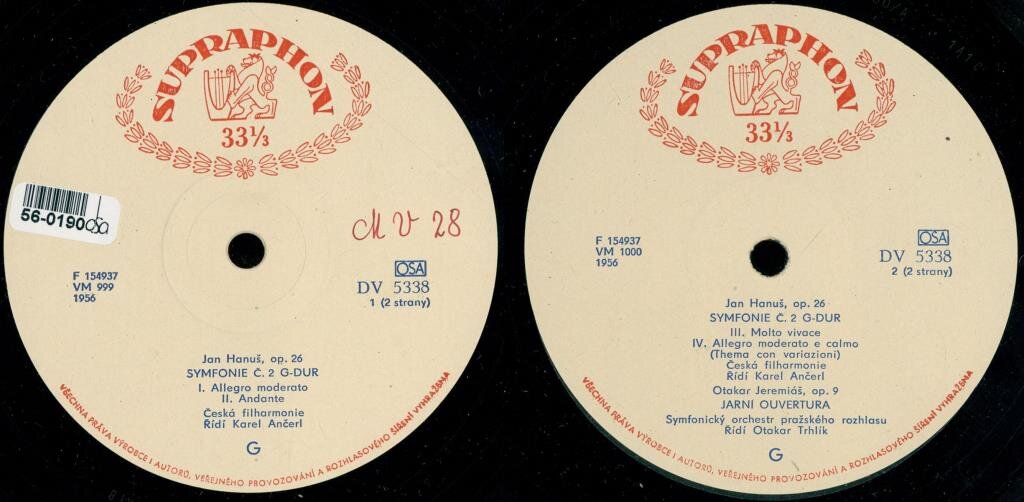 SUPRAPHON
33⅓
56-0190 osa
M V 28
F 154937
VM 999
1956
OSA
DV 5338
1 (2 strany)
Jan Hanuš, op. 26
SYMFONIE Č. 2 G-DUR
I. Allegro moderato
II. Andante
Česká filharmonie
Řídí Karel Ančerl
G
VŠECHNA PRÁVA VÝROBCE I AUTORŮ, VEŘEJNÉHO PROVOZOVÁNÍ A ROZHLASOVÉHO ŠÍŘENÍ VYHRAŽENA
SUPRAPHON
33⅓
F 154937
VM 1000
1956
OSA
DV 5338
2 (2 strany)
Jan Hanuš, op. 26
SYMFONIE Č. 2 G-DUR
III. Molto vivace
IV. Allegro moderato e calmo
(Thema con variazioni)
Česká filharmonie
Řídí Karel Ančerl
Otakar Jeremiáš, op. 9
JARNÍ OUVERTURA
Symfonický orchestr pražského rozhlasu
Řídí Otakar Trhlík
G
VŠECHNA PRÁVA VÝROBCE I AUTORŮ, VEŘEJNÉHO PROVOZOVÁNÍ A ROZHLASOVÉHO ŠÍŘENÍ VYHRAŽENA